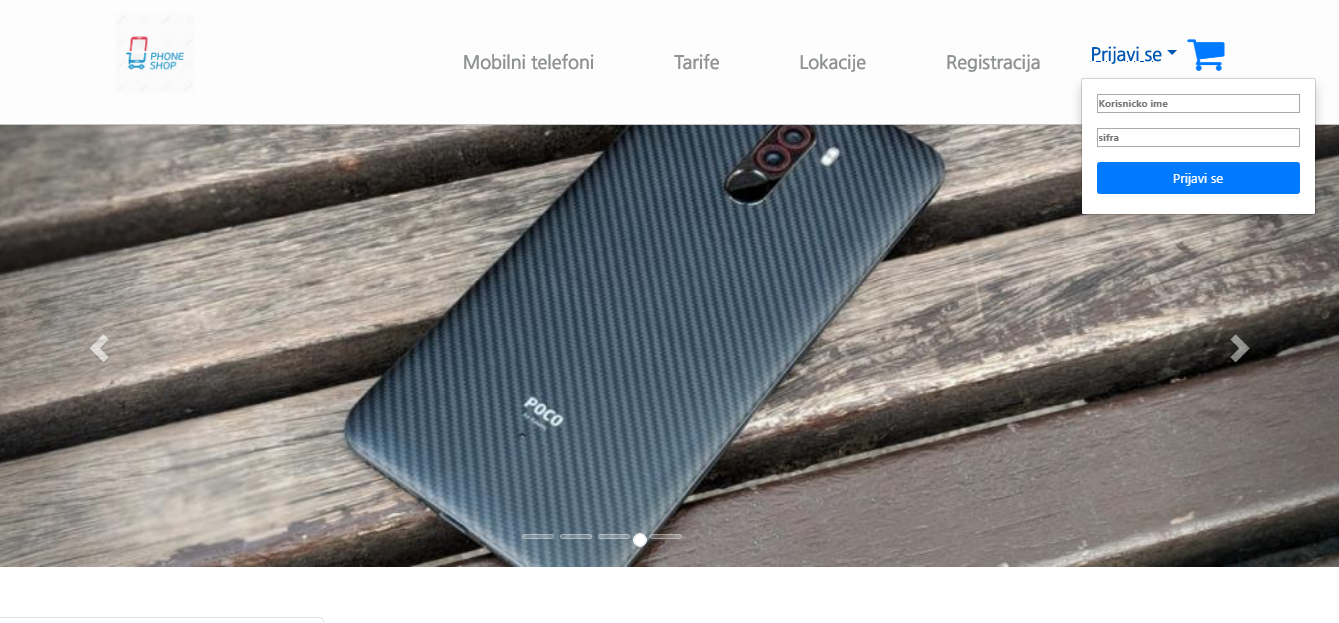 PHONE
SHOP
Mobilni telefoni
Tarife
Lokacije
Registracija
Prijavi se
Korisnicko ime
sifra
Prijavi se
POCO